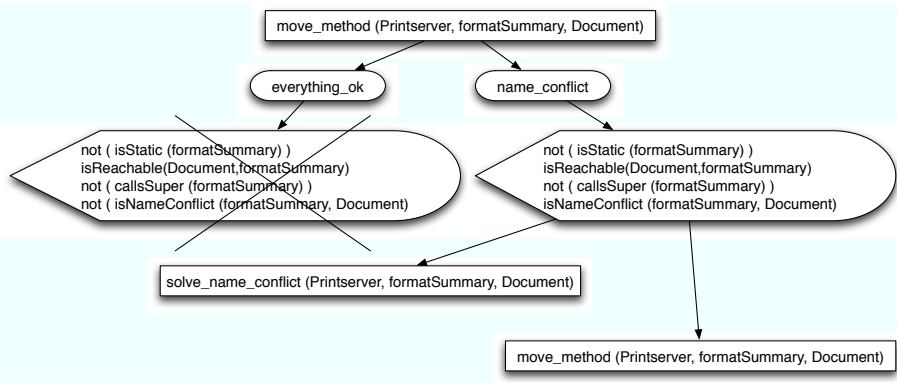 move_method (Printserver, formatSummary, Document)
everything_ok
name_conflict
not ( isStatic (formatSummary) )
isReachable(Document,formatSummary)
not ( callsSuper (formatSummary) )
not ( isNameConflict (formatSummary, Document)
not ( isStatic (formatSummary) )
isReachable(Document,formatSummary)
not ( callsSuper (formatSummary) )
isNameConflict (formatSummary, Document)
solve_name_conflict (Printserver, formatSummary, Document)
move_method (Printserver, formatSummary, Document)